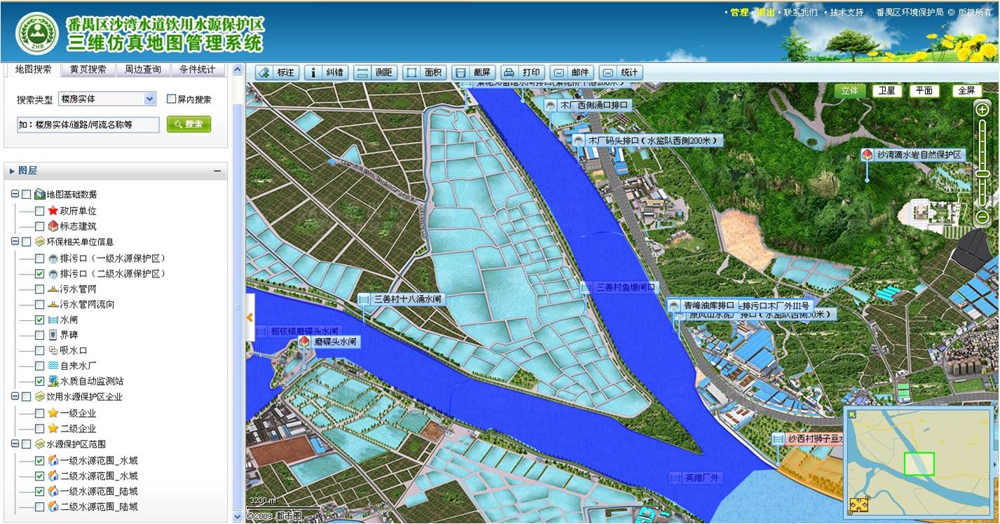 番禺区沙湾水道饮用水源保护区
三维仿真地图管理系统
ZHB
管理 退出 联系我们 技术支持 番禺区环境保护局 © 版权所有
地图搜索 黄页搜索 周边查询 条件统计
标注 纠错 测距 面积 截屏 打印 邮件 统计
搜索类型 楼房实体 屏内搜索
如：楼房实体/道路/河流名称等 搜索
立体 卫星 平面 全屏
图层
地图基础数据
政府单位
标志建筑
环保相关单位信息
排污口（一级水源保护区）
排污口（二级水源保护区）
污水管网
污水管网流向
水闸
界碑
吸水口
自来水厂
水质自动监测站
饮用水源保护区企业
一级企业
二级企业
水源保护区范围
一级水源范围_水域
二级水源范围_水域
一级水源范围_陆域
二级水源范围_陆域
木厂西侧涌口排口
木厂码头排口（水监队西侧200米）
沙湾滴水岩自然保护区
三善村鱼塘闸口
三善村十八涌水闸
青峰油库排口
头排污口木厂外III号
原凤山水泥厂排口（水监队西侧50米）
榄核镇磨碟头水闸
磨碟头水闸
沙西村狮子豆水
英维厂外
3200 m
©2009 都市圈
N
S